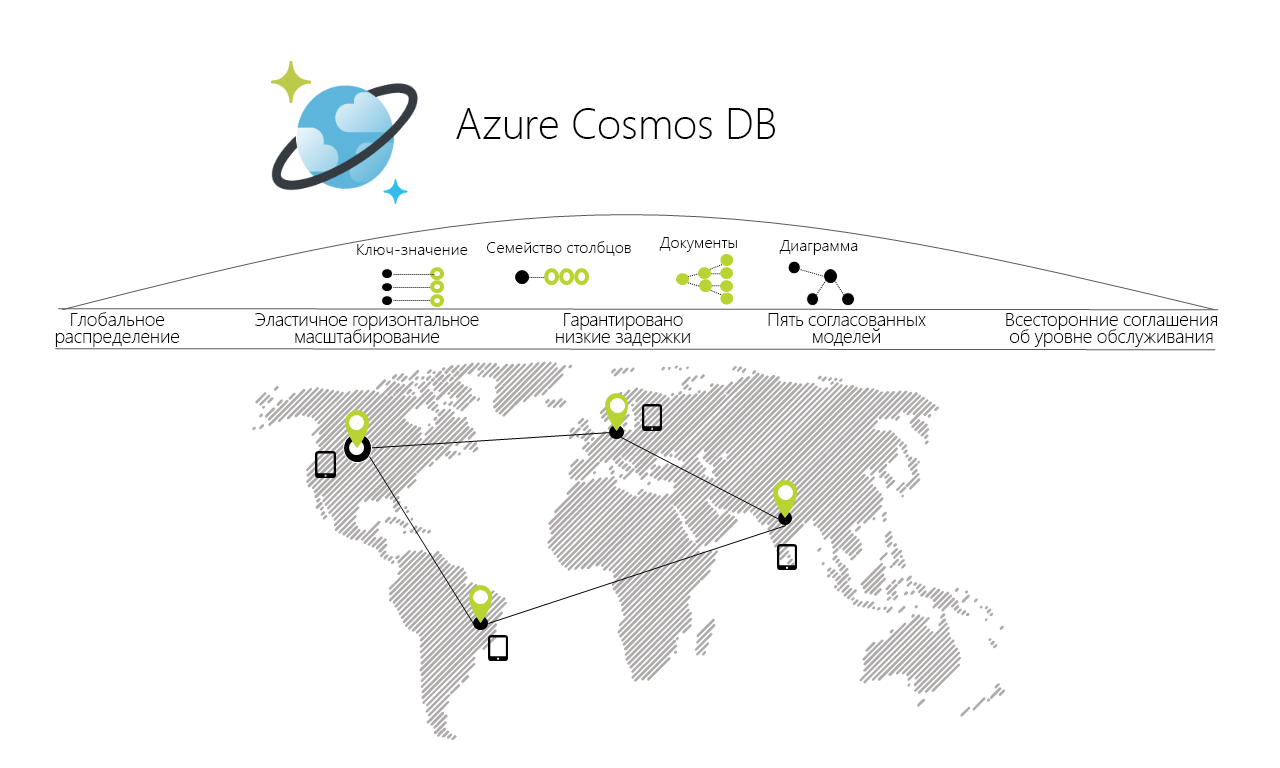 Azure Cosmos DB
Ключ-значение
Семейство столбцов
Документы
Диаграмма
Глобальное
распределение
Эластичное горизонтальное
масштабирование
Гарантировано
низкие задержки
Пять согласованных
моделей
Всесторонние соглашения
об уровне обслуживания